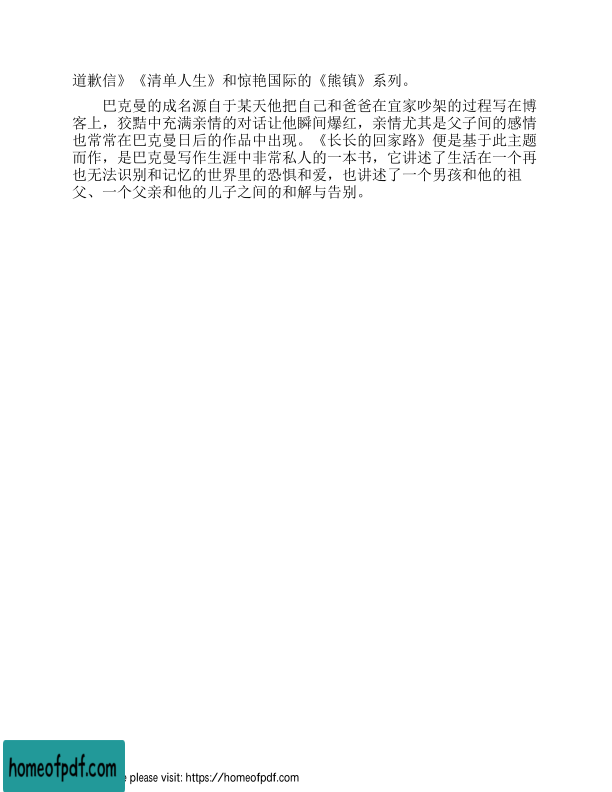 道歉信》《清单人生》和惊艳国际的《熊镇》系列。
巴克曼的成名源自于某天他把自己和爸爸在宜家吵架的过程写在博
客上，狡黠中充满亲情的对话让他瞬间爆红，亲情尤其是父子间的感情
也常常在巴克曼日后的作品中出现。《长长的回家路》便是基于此主题
而作，是巴克曼写作生涯中非常私人的一本书，它讲述了生活在一个再
也无法识别和记忆的世界里的恐惧和爱，也讲述了一个男孩和他的祖
父、一个父亲和他的儿子之间的和解与告别。
homeofpdf.com
e please visit: https://homeofpdf.com